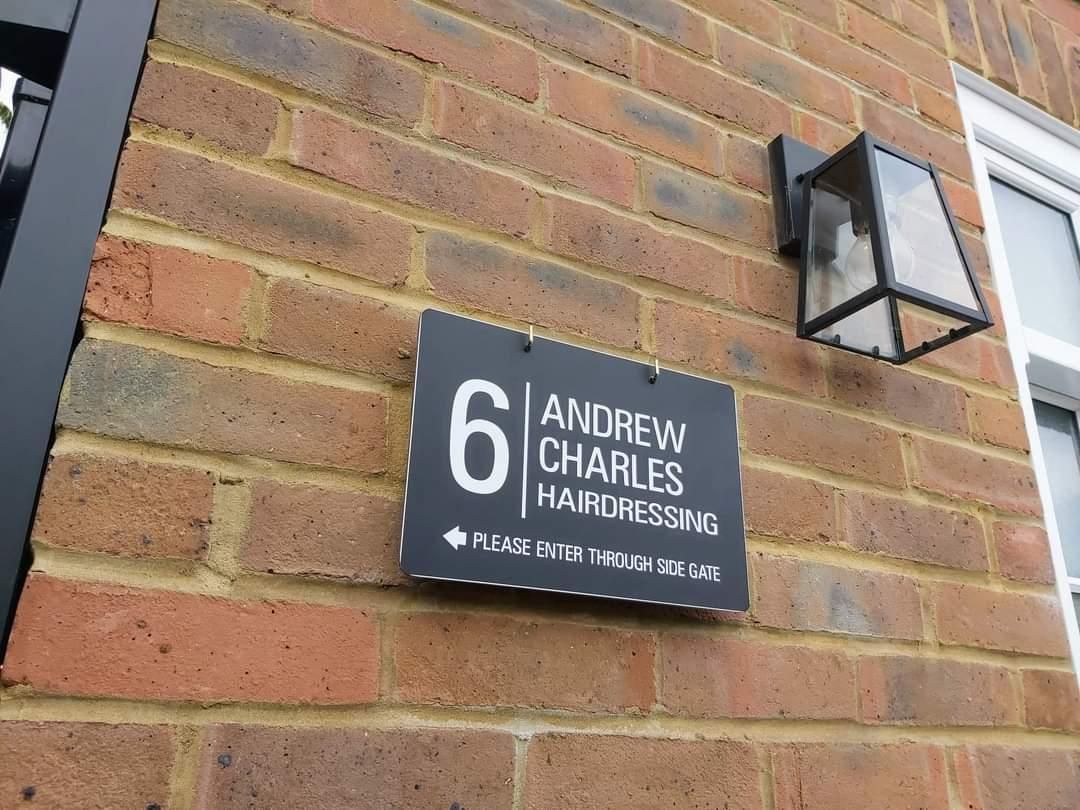 6
ANDREW
CHARLES
HAIRDRESSING
PLEASE ENTER THROUGH SIDE GATE